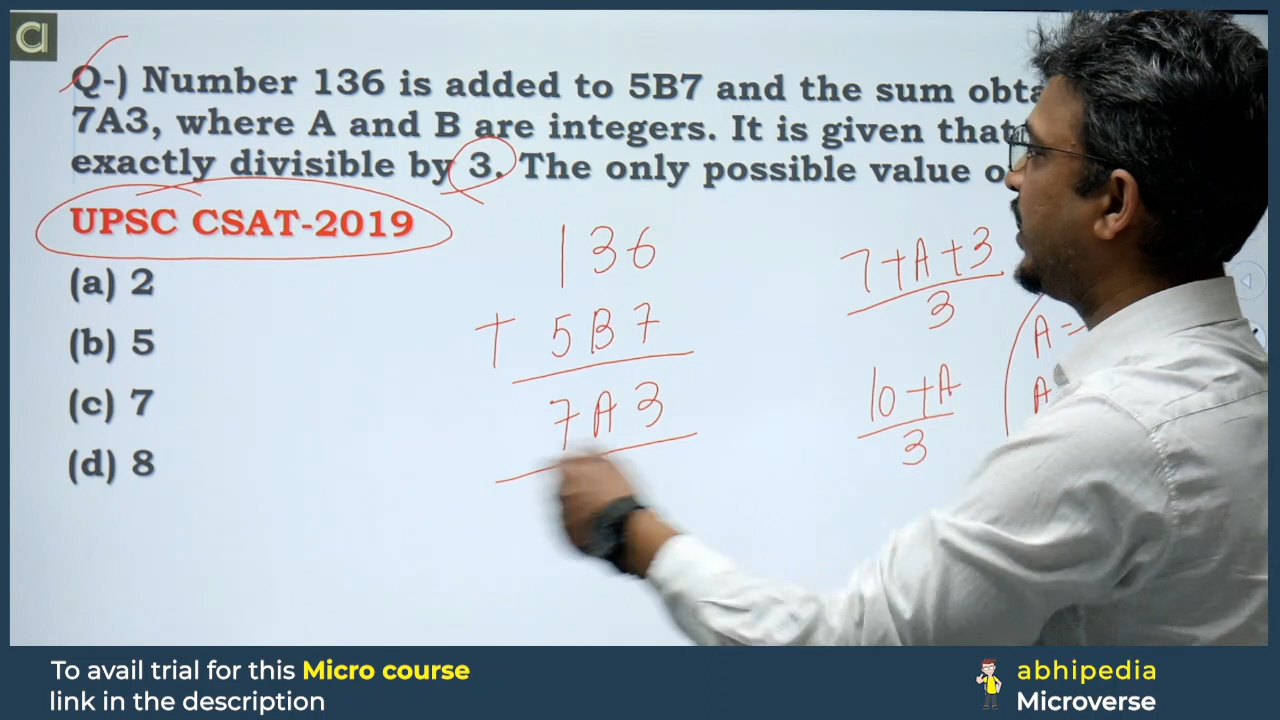 Q-) Number 136 is added to 5B7 and the sum
7A3, where A and B are integers. It is given that
exactly divisible by 3. The only possible value
UPSC CSAT-2019
(a) 2
(b) 5
(c) 7
(d) 8
136
+ 5B7
7A3
7+A+3
3
10+A
3
A =
A
To avail trial for this Micro course
link in the description
abhipedia
Microverse